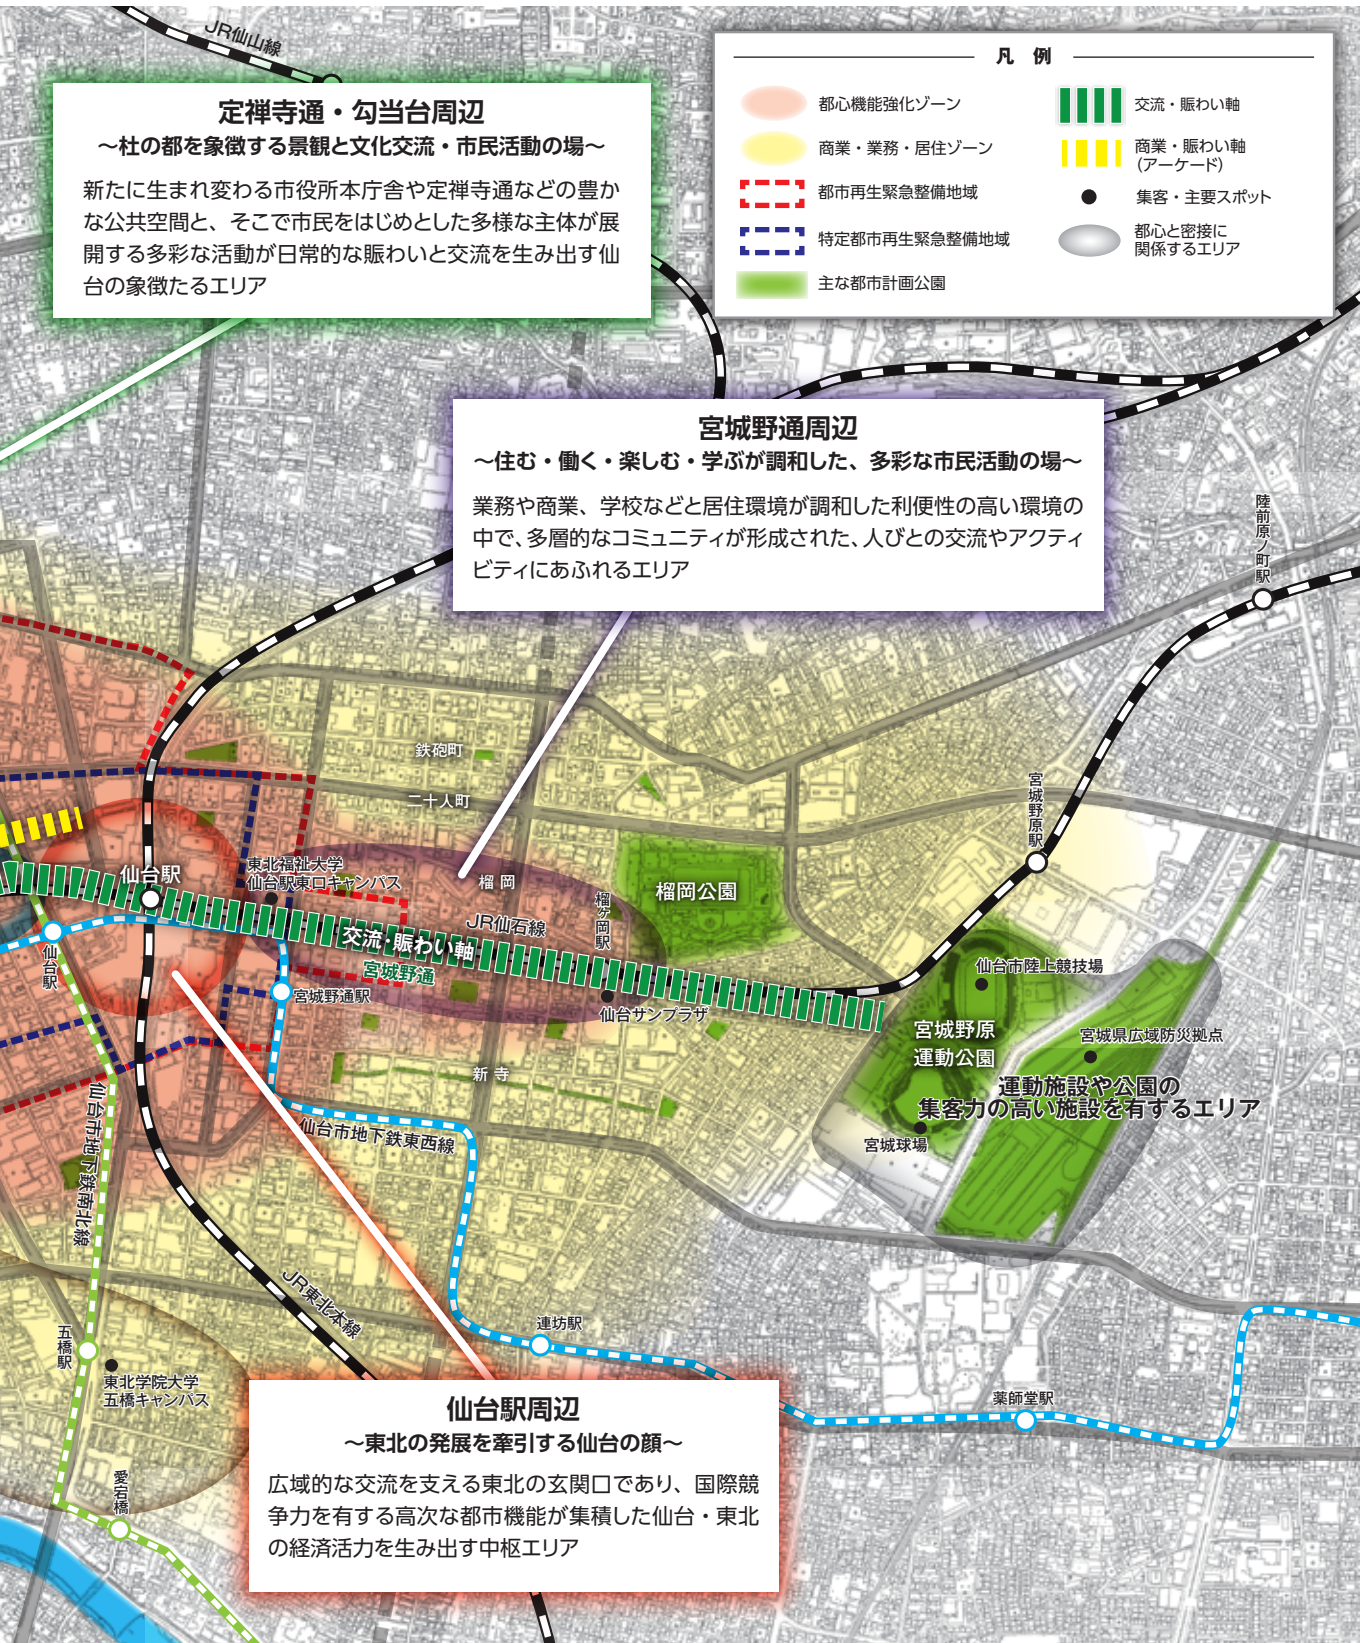 JR仙山線
定禅寺通・勾当台周辺
～杜の都を象徴する景観と文化交流・市民活動の場～
新たに生まれ変わる市役所本庁舎や定禅寺通などの豊か
な公共空間と、そこで市民をはじめとした多様な主体が展
開する多彩な活動が日常的な賑わいと交流を生み出す仙
台の象徴たるエリア
凡 例
都心機能強化ゾーン
商業・業務・居住ゾーン
都市再生緊急整備地域
特定都市再生緊急整備地域
主な都市計画公園
交流・賑わい軸
商業・賑わい軸
(アーケード)
集客・主要スポット
都心と密接に
関係するエリア
宮城野通周辺
～住む・働く・楽しむ・学ぶが調和した、多彩な市民活動の場～
業務や商業、学校などと居住環境が調和した利便性の高い環境の
中で、多層的なコミュニティが形成された、人びとの交流やアクティ
ビティにあふれるエリア
陸前原ノ町駅
鉄砲町
二十人町
宮城野原駅
仙台駅
東北福祉大学
仙台駅東口キャンパス
榴岡
榴ヶ岡駅
榴岡公園
JR仙石線
交流・賑わい軸
宮城野通
仙台駅
宮城野通駅
仙台サンプラザ
仙台市陸上競技場
宮城野原
運動公園
宮城県広域防災拠点
運動施設や公園の
集客力の高い施設を有するエリア
宮城球場
新寺
仙台市地下鉄東西線
仙台市地下鉄南北線
JR東北本線
五橋駅
東北学院大学
五橋キャンパス
連坊駅
薬師堂駅
愛宕橋
仙台駅周辺
～東北の発展を牽引する仙台の顔～
広域的な交流を支える東北の玄関口であり、国際競
争力を有する高次な都市機能が集積した仙台・東北
の経済活力を生み出す中枢エリア